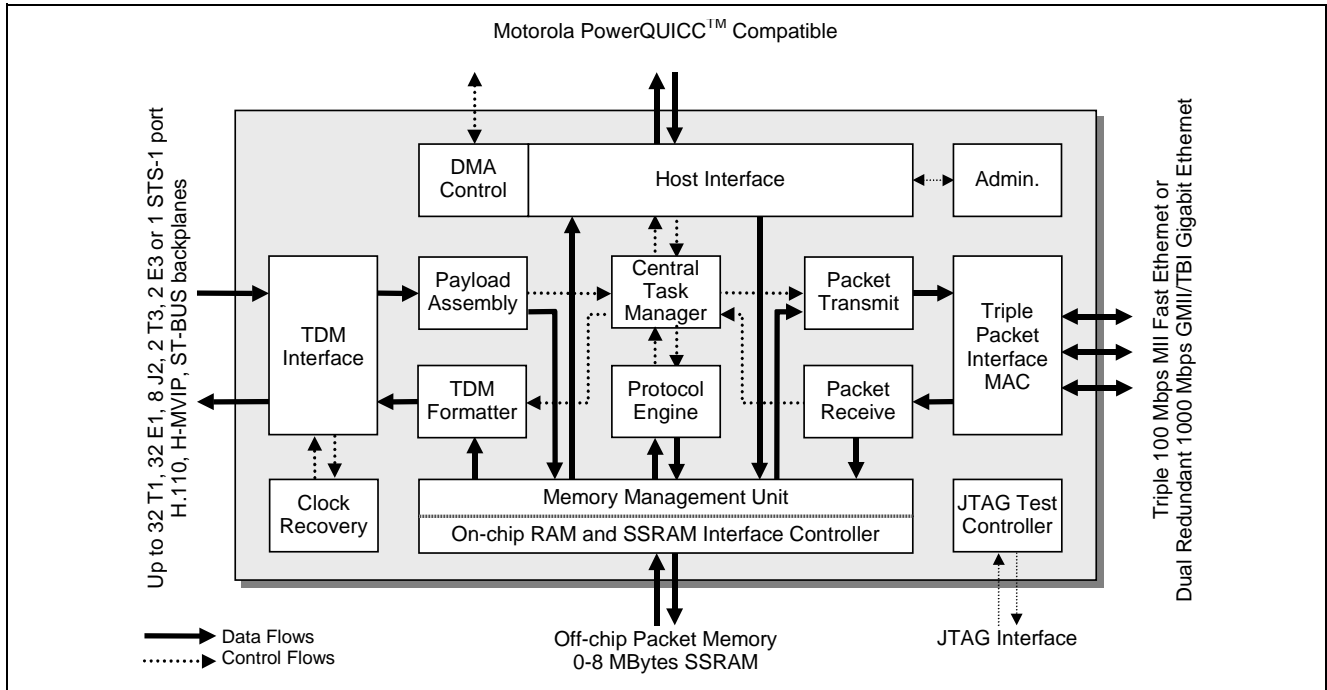 Motorola PowerQUICC™ Compatible
Up to 32 T1, 32 E1, 8 J2, 2 T3, 2 E3 or 1 STS-1 port
H.110, H-MVIP, ST-BUS backplanes
DMA
Control
Host Interface
Admin.
TDM
Interface
Payload
Assembly
Central
Task
Manager
Packet
Transmit
Triple
Packet
Interface
MAC
TDM
Formatter
Protocol
Engine
Packet
Receive
Clock
Recovery
Memory Management Unit
On-chip RAM and SSRAM Interface Controller
JTAG Test
Controller
Triple 100 Mbps MII Fast Ethernet or
Dual Redundant 1000 Mbps GMII/TBI Gigabit Ethernet
Data Flows
Control Flows
Off-chip Packet Memory
0-8 MBytes SSRAM
JTAG Interface